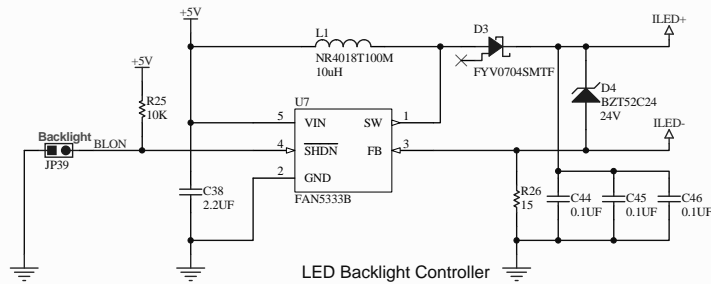 +5V
L1
NR4018T100M
10uH
D3
FYV0704SMTF
ILED+
+5V
R25
10K
D4
BZT52C24
24V
U7
5 VIN SW 1
4 SHDN FB 3
2 GND
FAN5333B
Backlight
BLON
JP39
ILED-
C38
2.2UF
R26
15
C44
0.1UF
C45
0.1UF
C46
0.1UF
LED Backlight Controller